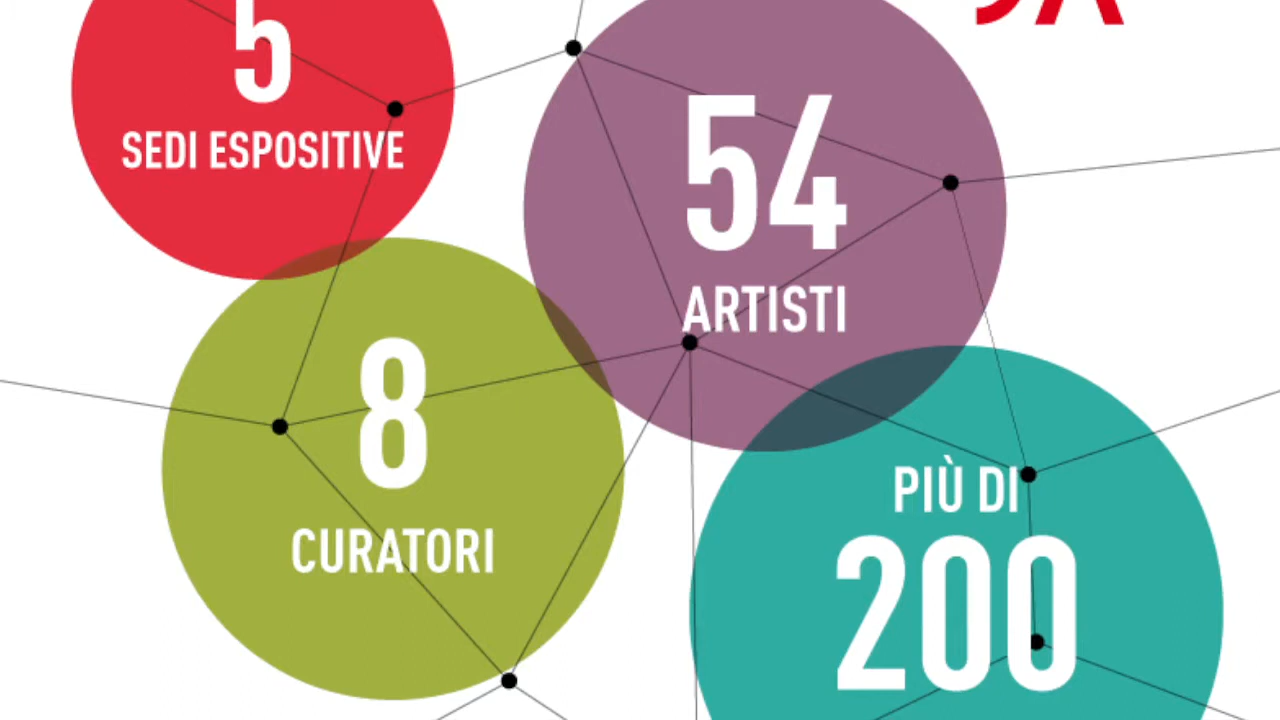 5
SEDI ESPOSITIVE
54
ARTISTI
8
CURATORI
PIÙ DI
200